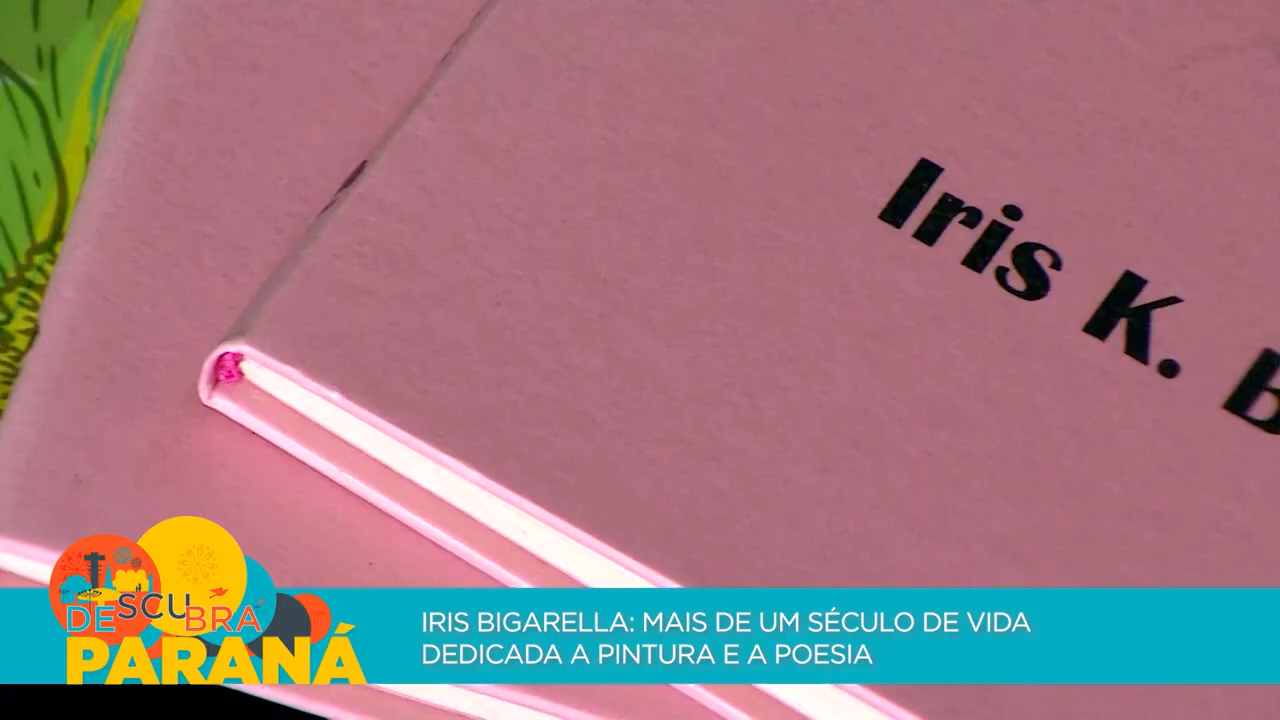 Iris K. B
DESCUBRA
PARANÁ
IRIS BIGARELLA: MAIS DE UM SÉCULO DE VIDA
DEDICADA A PINTURA E A POESIA